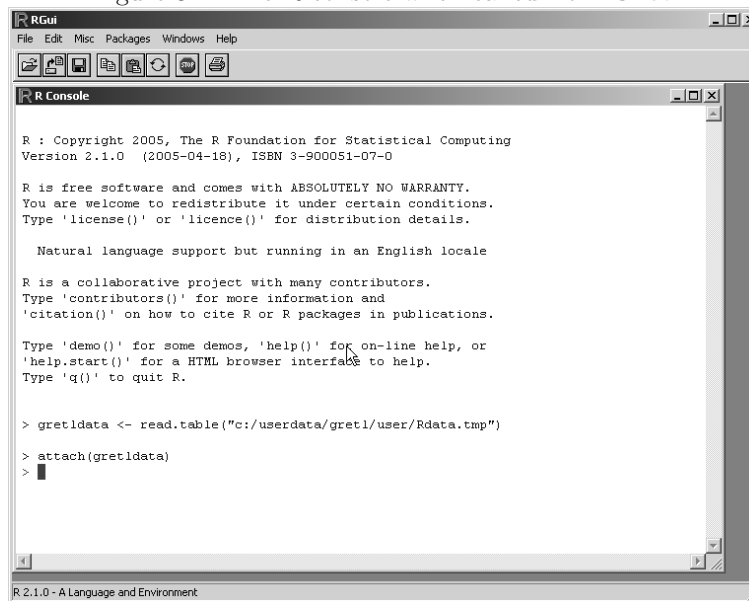 RGui
File Edit Misc Packages Windows Help
STOP
R Console
R : Copyright 2005, The R Foundation for Statistical Computing
Version 2.1.0 (2005-04-18), ISBN 3-900051-07-0
R is free software and comes with ABSOLUTELY NO WARRANTY.
You are welcome to redistribute it under certain conditions.
Type 'license()' or 'licence()' for distribution details.
Natural language support but running in an English locale
R is a collaborative project with many contributors.
Type 'contributors()' for more information and
'citation()' on how to cite R or R packages in publications.
Type 'demo()' for some demos, 'help()' for on-line help, or
'help.start()' for a HTML browser interface to help.
Type 'q()' to quit R.
> gretldata <- read.table("c:/userdata/gretl/user/Rdata.tmp")
> attach(gretldata)
>
R 2.1.0 - A Language and Environment